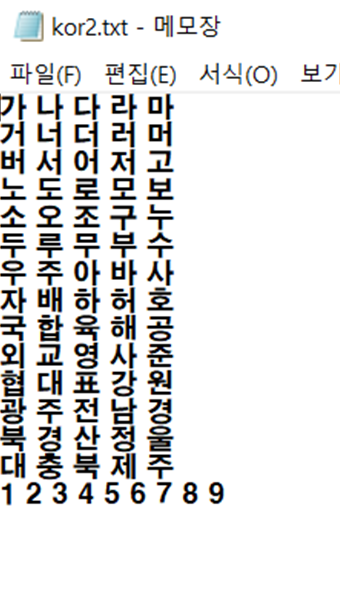 kor2.txt - 메모장
파일(F) 편집(E) 서식(O) 보기
가 나 다 라 마
거 너 더 러 머
버 서 어 저 고
노 도 로 모 보
소 오 조 구 누
두 루 무 부 수
우 주 아 바 사
자 배 하 허 호
국 합 육 해 공
외 교 영 사 준
협 대 표 강 원
광 주 전 남 경
북 경 산 정 울
대 충 북 제 주
1 2 3 4 5 6 7 8 9